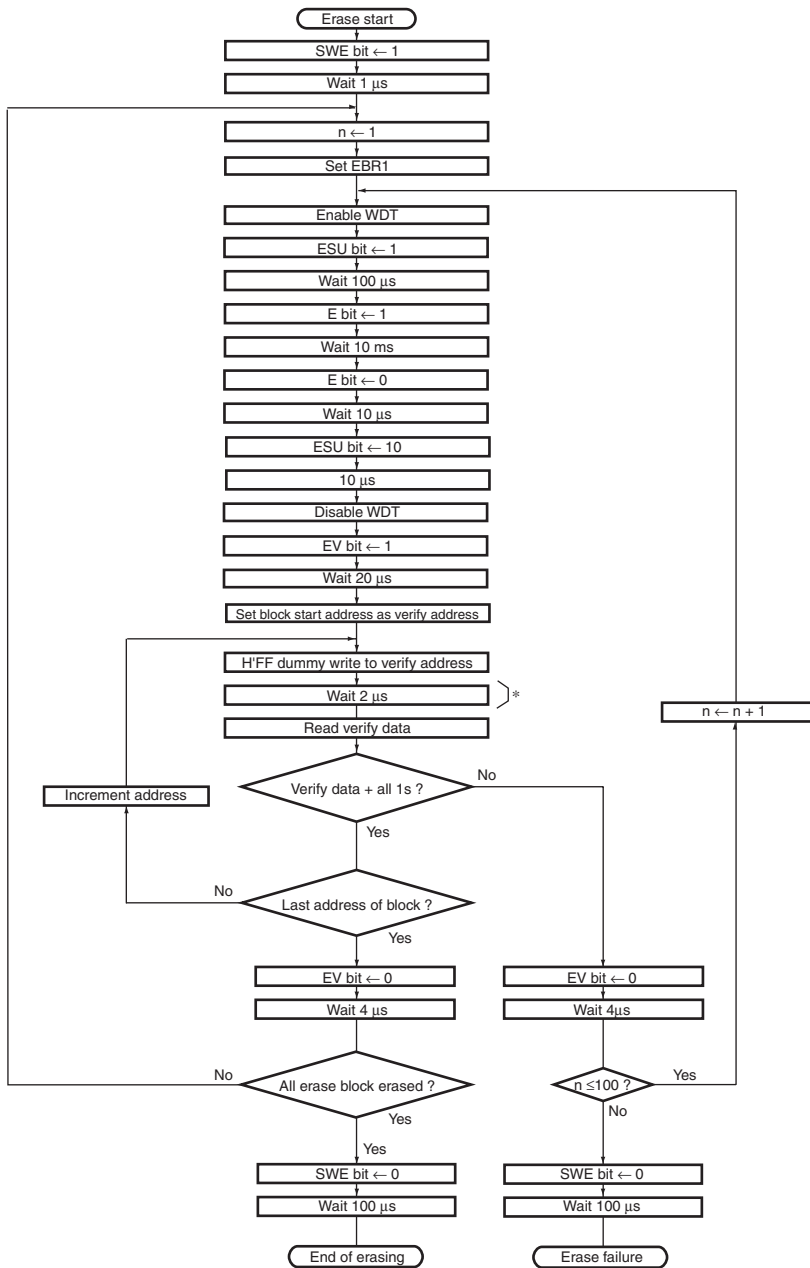 Erase start
SWE bit ← 1
Wait 1 μs
n ← 1
Set EBR1
Enable WDT
ESU bit ← 1
Wait 100 μs
E bit ← 1
Wait 10 ms
E bit ← 0
Wait 10 μs
ESU bit ← 10
10 μs
Disable WDT
EV bit ← 1
Wait 20 μs
Set block start address as verify address
H'FF dummy write to verify address
Wait 2 μs
*
Read verify data
n ← n + 1
Verify data + all 1s ?
No
Yes
Increment address
Last address of block ?
No
Yes
EV bit ← 0
Wait 4 μs
EV bit ← 0
Wait 4μs
All erase block erased ?
No
Yes
n ≤100 ?
Yes
No
Yes
SWE bit ← 0
Wait 100 μs
End of erasing
SWE bit ← 0
Wait 100 μs
Erase failure